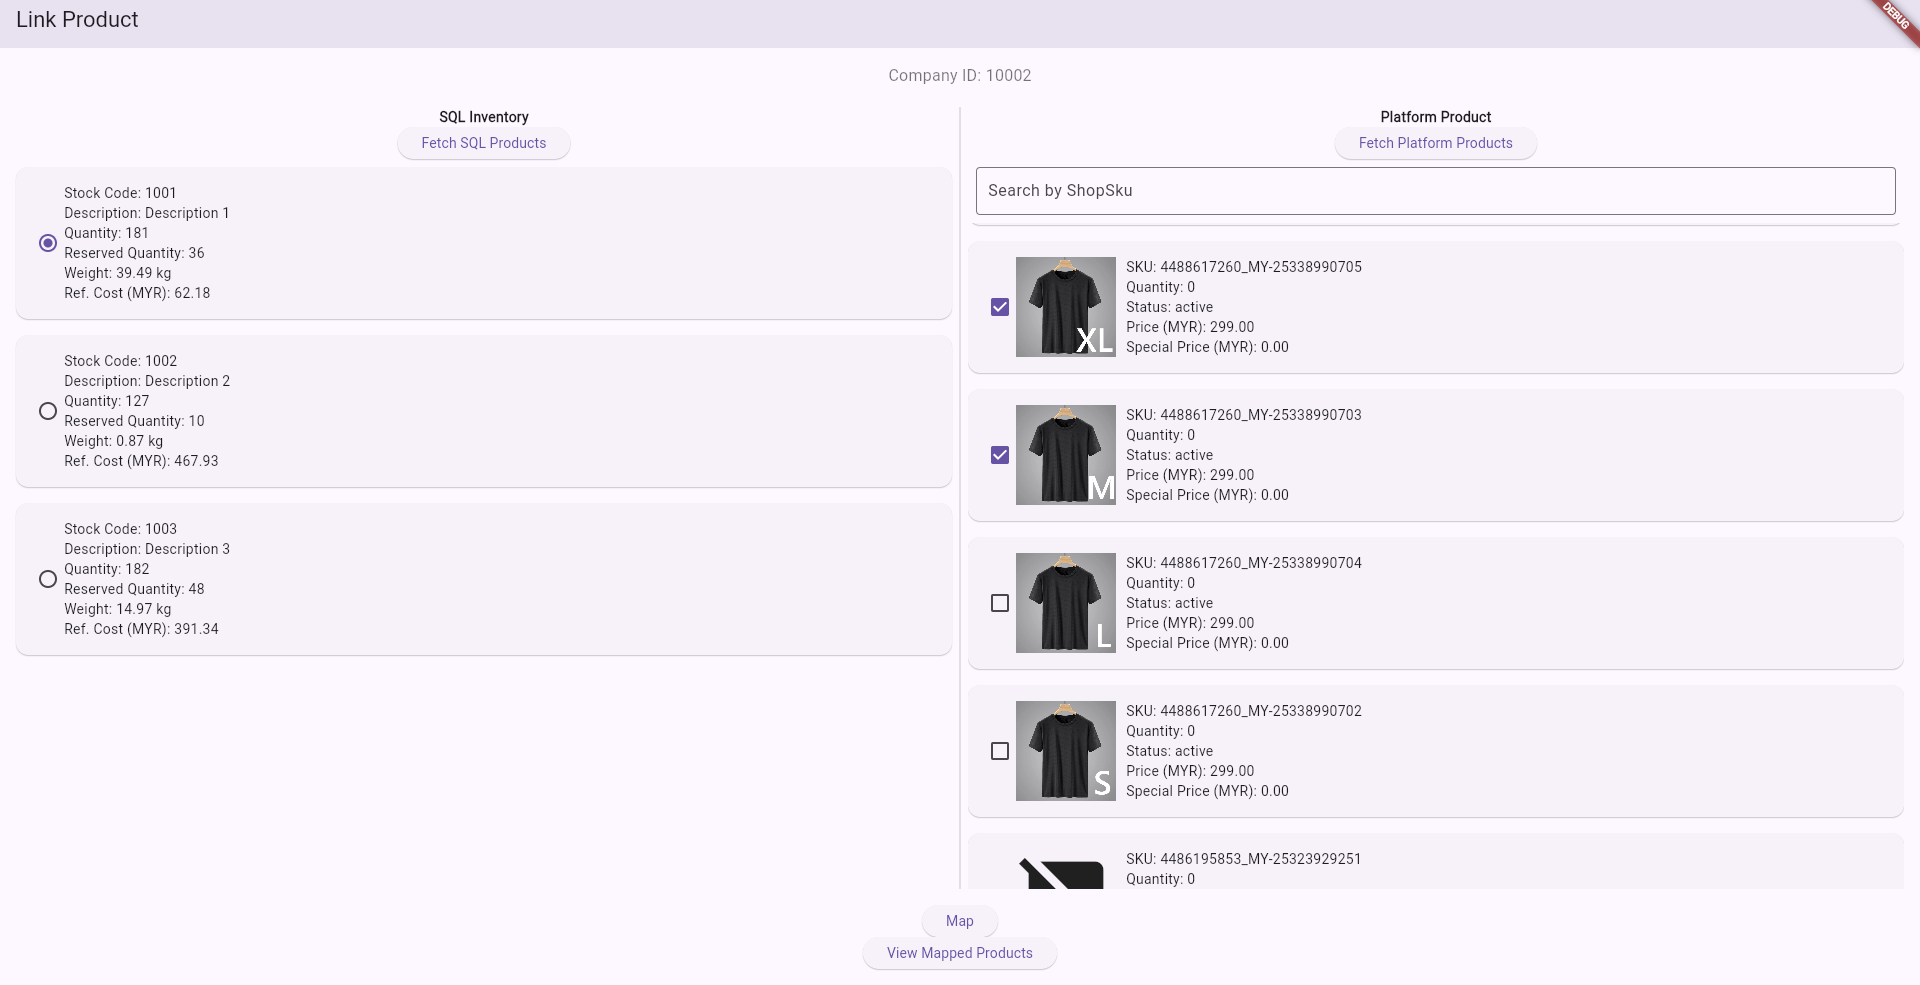 Link Product
DEBUG
Company ID: 10002
SQL Inventory
Fetch SQL Products
Stock Code: 1001
Description: Description 1
Quantity: 181
Reserved Quantity: 36
Weight: 39.49 kg
Ref. Cost (MYR): 62.18
Stock Code: 1002
Description: Description 2
Quantity: 127
Reserved Quantity: 10
Weight: 0.87 kg
Ref. Cost (MYR): 467.93
Stock Code: 1003
Description: Description 3
Quantity: 182
Reserved Quantity: 48
Weight: 14.97 kg
Ref. Cost (MYR): 391.34
Platform Product
Fetch Platform Products
Search by ShopSku
XL
SKU: 4488617260_MY-25338990705
Quantity: 0
Status: active
Price (MYR): 299.00
Special Price (MYR): 0.00
M
SKU: 4488617260_MY-25338990703
Quantity: 0
Status: active
Price (MYR): 299.00
Special Price (MYR): 0.00
L
SKU: 4488617260_MY-25338990704
Quantity: 0
Status: active
Price (MYR): 299.00
Special Price (MYR): 0.00
S
SKU: 4488617260_MY-25338990702
Quantity: 0
Status: active
Price (MYR): 299.00
Special Price (MYR): 0.00
SKU: 4486195853_MY-25323929251
Quantity: 0
Map
View Mapped Products